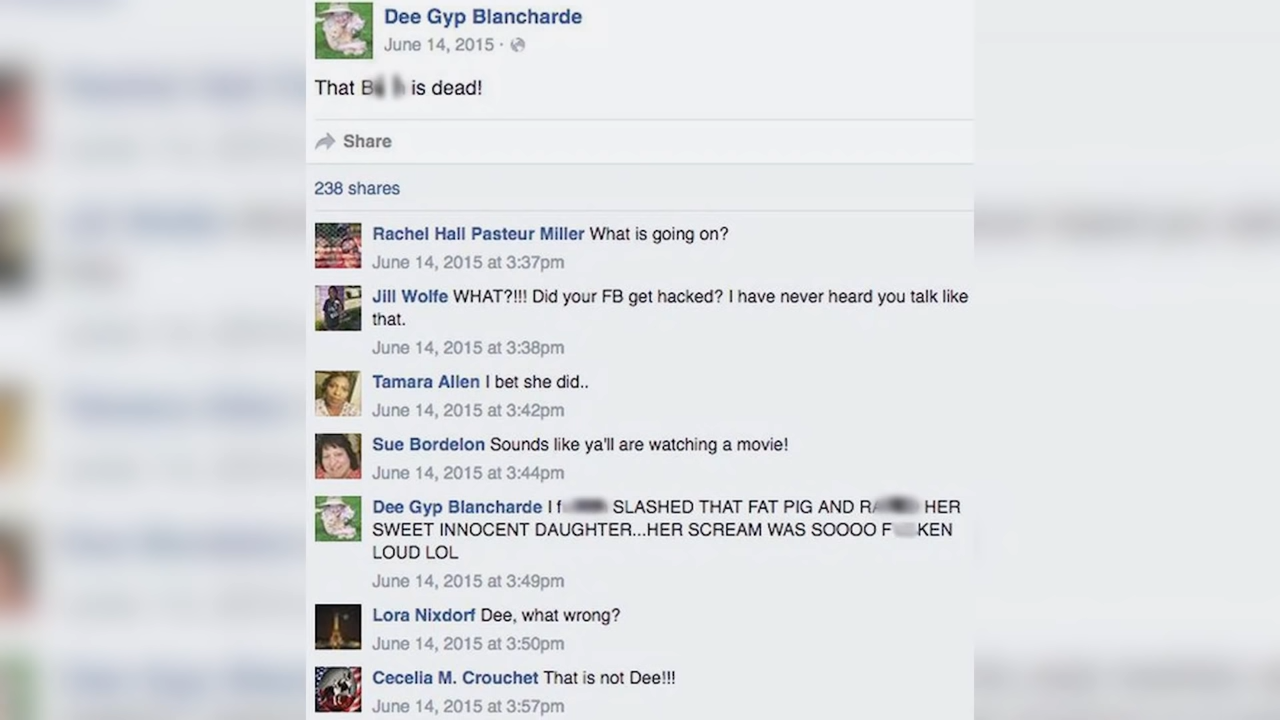 Dee Gyp Blancharde
June 14, 2015 ·
That B h is dead!
Share
238 shares
Rachel Hall Pasteur Miller What is going on?
June 14, 2015 at 3:37pm
Jill Wolfe WHAT?!!! Did your FB get hacked? I have never heard you talk like
that.
June 14, 2015 at 3:38pm
Tamara Allen I bet she did..
June 14, 2015 at 3:42pm
Sue Bordelon Sounds like ya'll are watching a movie!
June 14, 2015 at 3:44pm
Dee Gyp Blancharde I f SLASHED THAT FAT PIG AND RA HER
SWEET INNOCENT DAUGHTER...HER SCREAM WAS SOOOO F KEN
LOUD LOL
June 14, 2015 at 3:49pm
Lora Nixdorf Dee, what wrong?
June 14, 2015 at 3:50pm
Cecelia M. Crouchet That is not Dee!!!
June 14, 2015 at 3:57pm